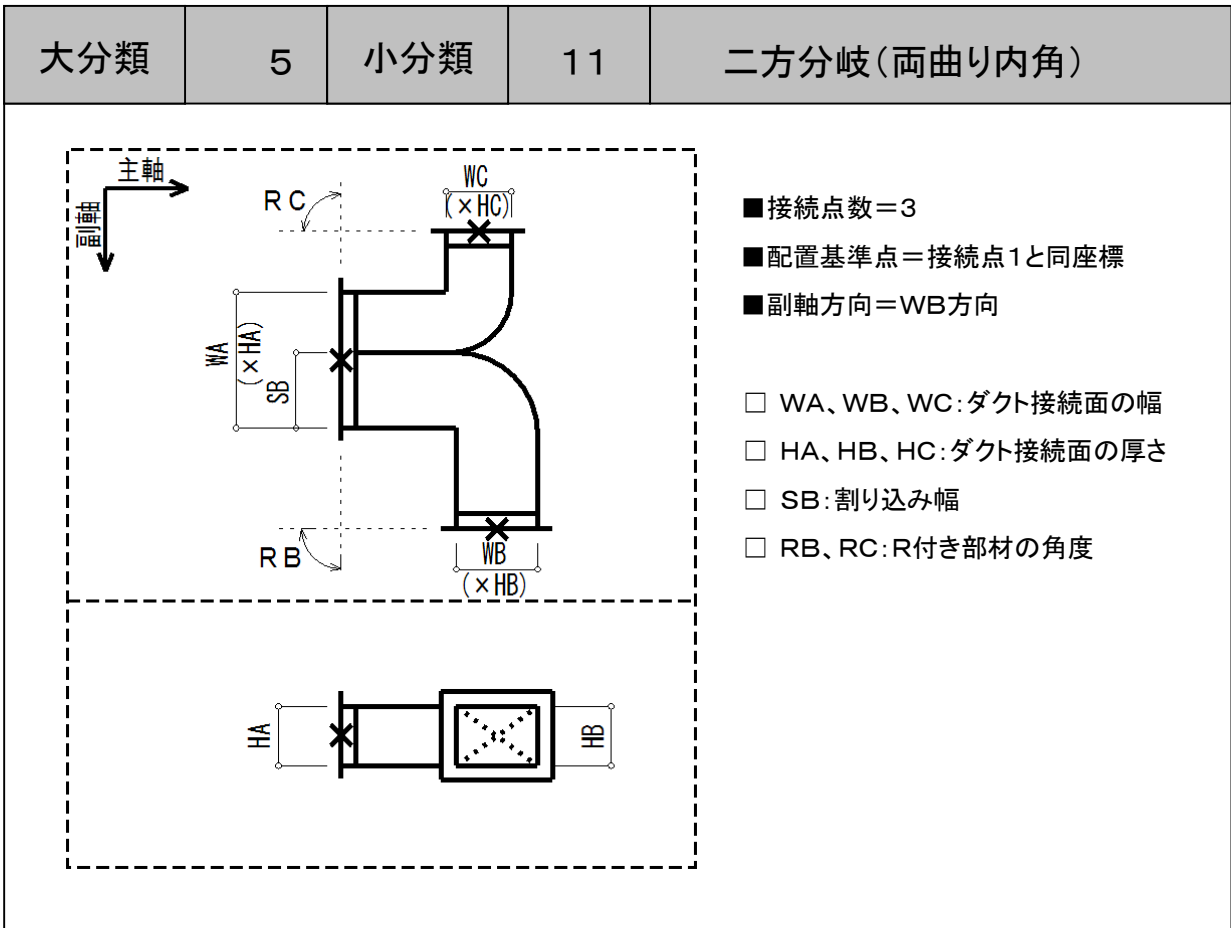 大分類 5 小分類 11 二方分岐(両曲り内角)
主軸
副軸
RC
WC
(×HC)
WA
(×HA)
SB
RB
WB
(×HB)
HA
HB
■接続点数=3
■配置基準点=接続点1と同座標
■副軸方向=WB方向
□ WA、WB、WC:ダクト接続面の幅
□ HA、HB、HC:ダクト接続面の厚さ
□ SB:割り込み幅
□ RB、RC:R付き部材の角度